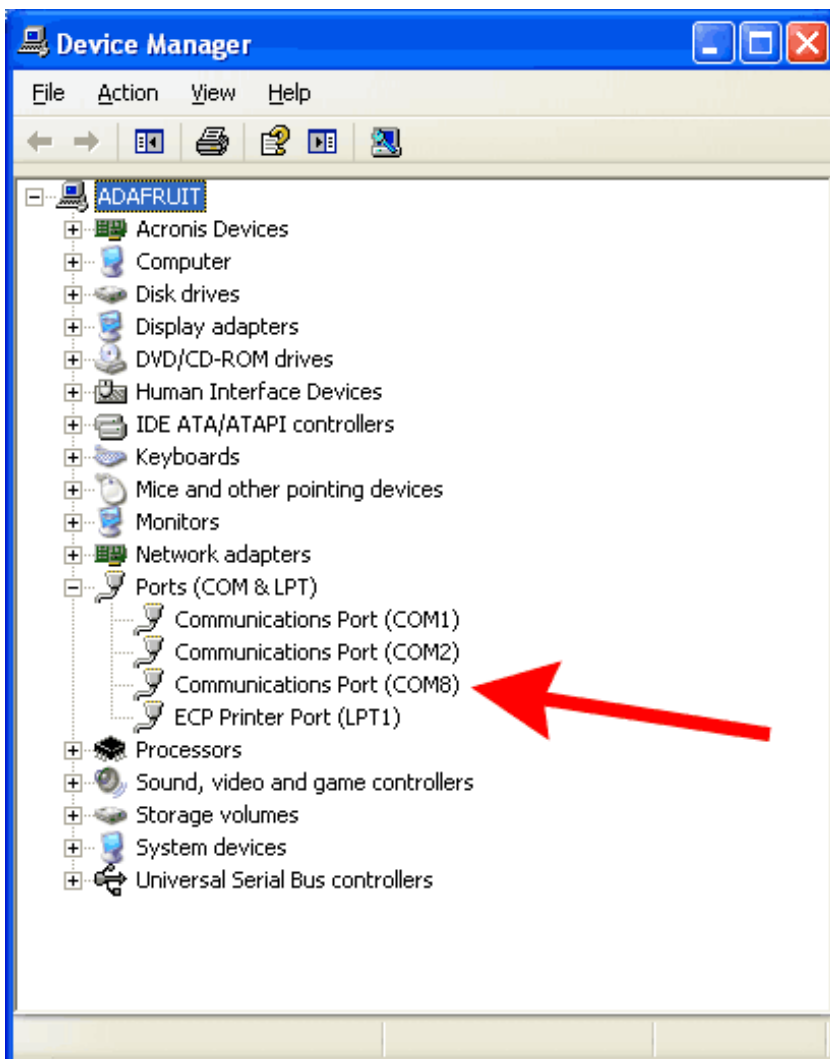 Device Manager
File Action View Help
ADAFRUIT
Acronis Devices
Computer
Disk drives
Display adapters
DVD/CD-ROM drives
Human Interface Devices
IDE ATA/ATAPI controllers
Keyboards
Mice and other pointing devices
Monitors
Network adapters
Ports (COM & LPT)
Communications Port (COM1)
Communications Port (COM2)
Communications Port (COM8)
ECP Printer Port (LPT1)
Processors
Sound, video and game controllers
Storage volumes
System devices
Universal Serial Bus controllers